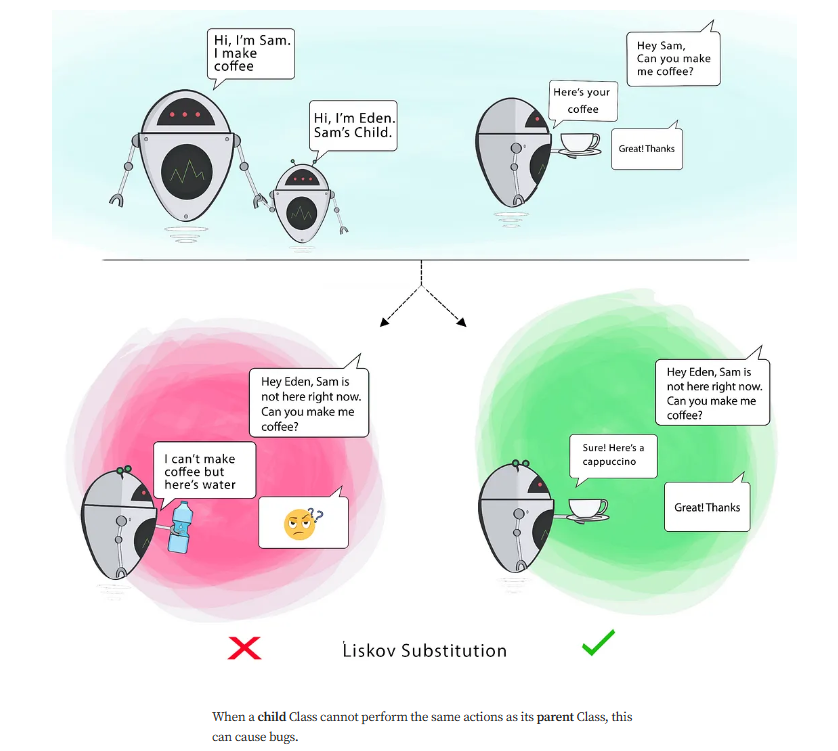 Hi, I'm Sam.
I make
coffee
Hi, I'm Eden.
Sam's Child.
Hey Sam,
Can you make
me coffee?
Here's your
coffee
Great! Thanks
Hey Eden, Sam is
not here right now.
Can you make me
coffee?
I can't make
coffee but
here's water
??
Hey Eden, Sam is
not here right now.
Can you make me
coffee?
Sure! Here's a
cappuccino
Great! Thanks
Liskov Substitution
When a child Class cannot perform the same actions as its parent Class, this
can cause bugs.